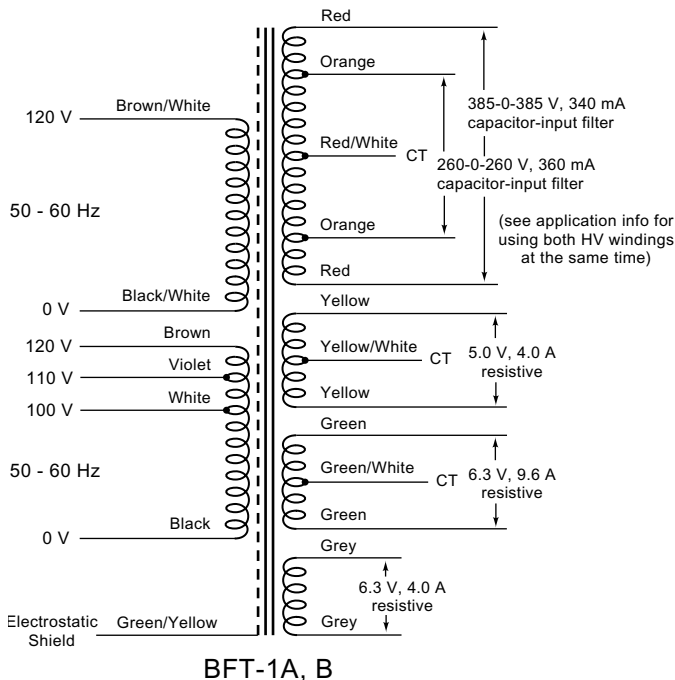 Red
Orange
385-0-385 V, 340 mA
capacitor-input filter
Brown/White
120 V
Red/White
CT
260-0-260 V, 360 mA
capacitor-input filter
50 - 60 Hz
(see application info for
using both HV windings
at the same time)
Orange
Red
Black/White
0 V
Yellow
Brown
120 V
Yellow/White
CT
5.0 V, 4.0 A
resistive
Violet
110 V
White
100 V
Yellow
Green
50 - 60 Hz
Green/White
CT
6.3 V, 9.6 A
resistive
Green
Black
0 V
Grey
6.3 V, 4.0 A
resistive
Electrostatic
Shield
Green/Yellow
Grey
BFT-1A, B